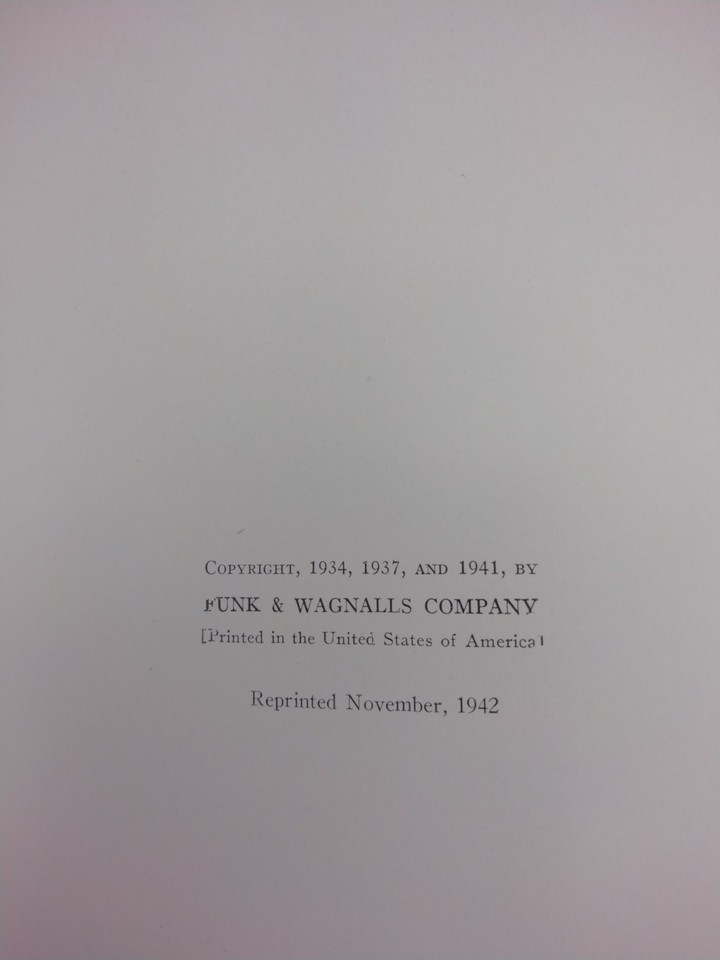 Copyright, 1934, 1937, and 1941, by
FUNK & WAGNALLS COMPANY
[Printed in the United States of America]
Reprinted November, 1942